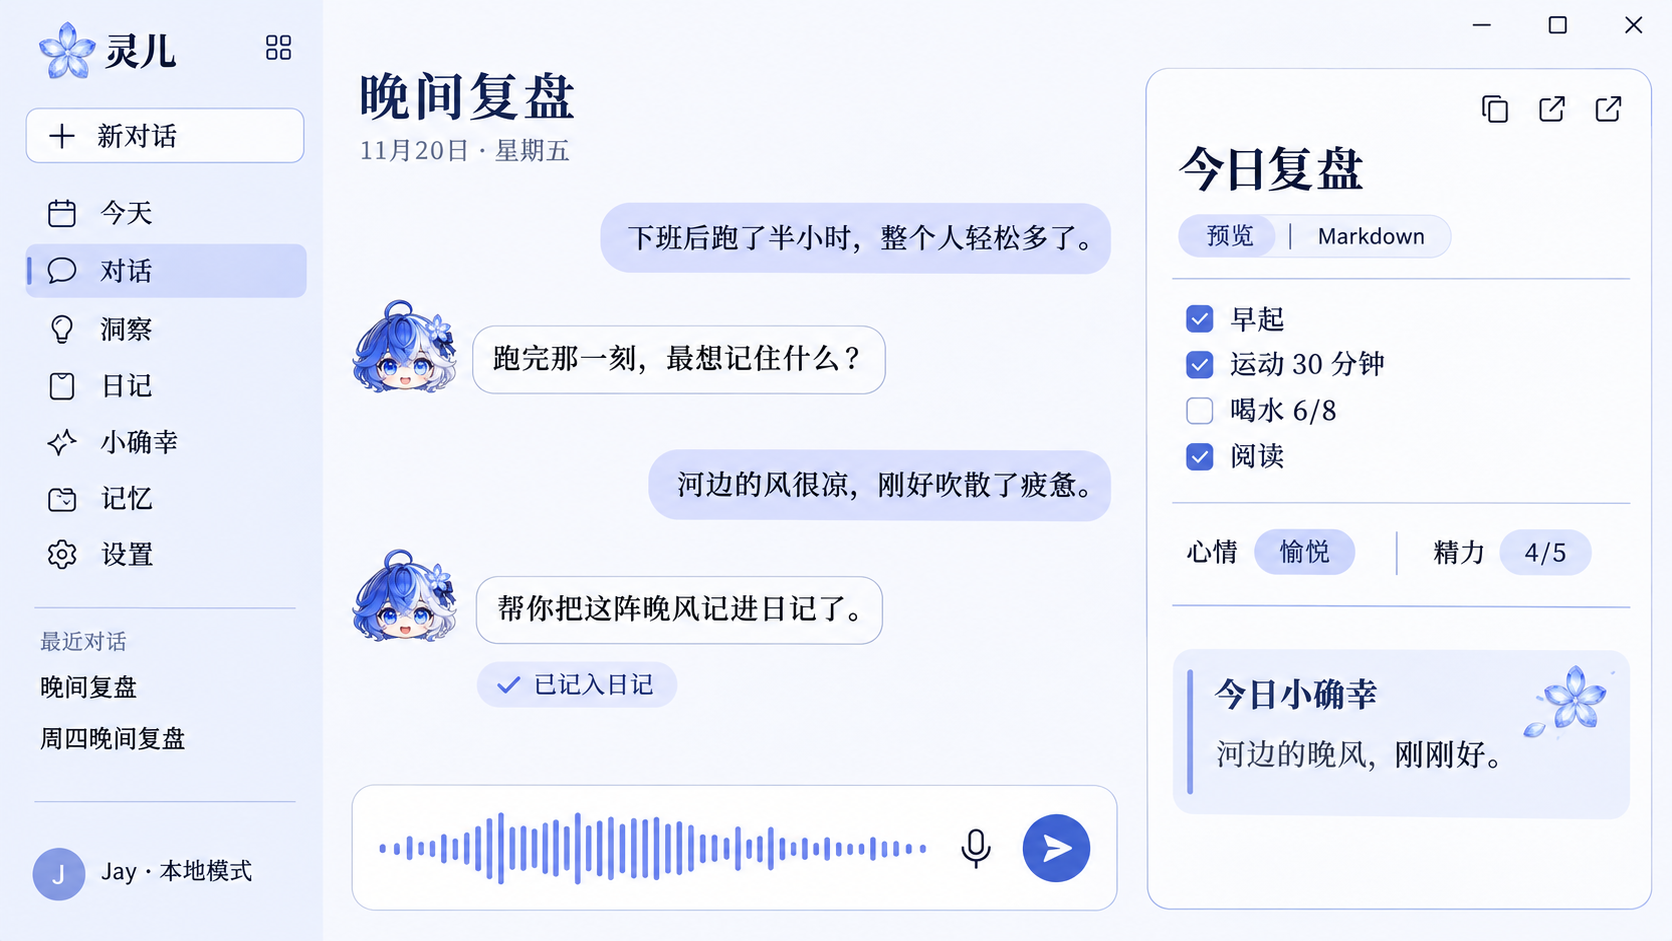 灵儿
新对话
今天
对话
洞察
日记
小确幸
记忆
设置
最近对话
晚间复盘
周四晚间复盘
J
Jay · 本地模式
晚间复盘
11月20日 · 星期五
下班后跑了半小时，整个人轻松多了。
跑完那一刻，最想记住什么？
河边的风很凉，刚好吹散了疲惫。
帮你把这阵晚风记进日记了。
已记入日记
今日复盘
预览 | Markdown
早起
运动 30 分钟
喝水 6/8
阅读
心情 愉悦 精力 4/5
今日小确幸
河边的晚风，刚刚好。